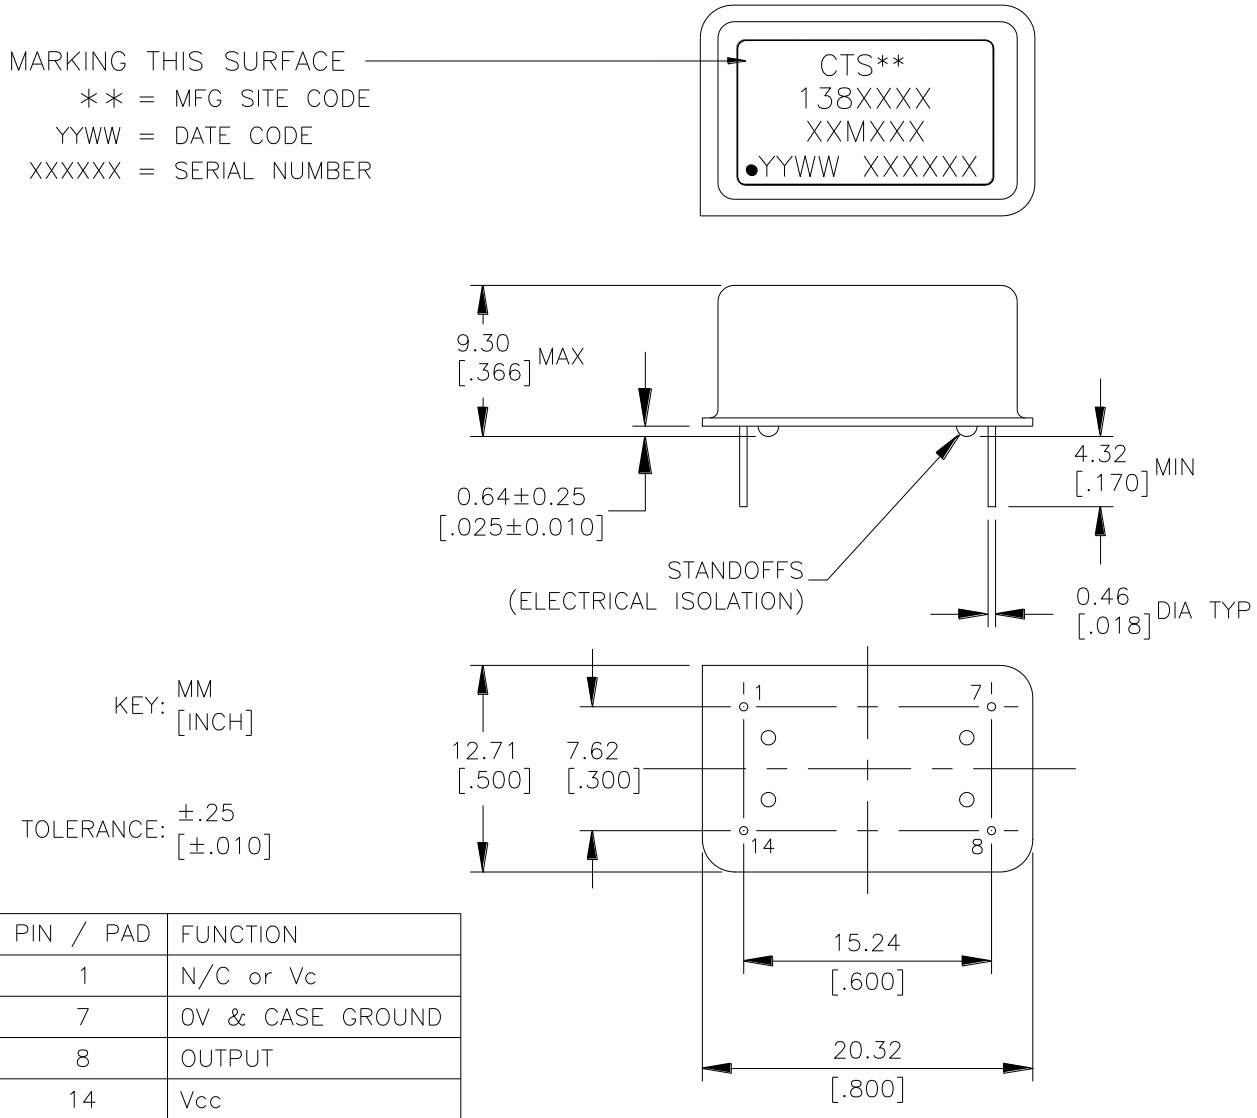 MARKING THIS SURFACE
** = MFG SITE CODE
YYWW = DATE CODE
XXXXXX = SERIAL NUMBER
CTS**
138XXXX
XXMXXX
YYWW XXXXXX
9.30
[.366]
MAX
0.64±0.25
[.025±0.010]
4.32
[.170]
MIN
STANDOFFS
(ELECTRICAL ISOLATION)
0.46
[.018]
DIA TYP
KEY:
MM
[INCH]
TOLERANCE:
±.25
[±.010]
1
7
12.71
[.500]
7.62
[.300]
14
8
15.24
[.600]
20.32
[.800]
PIN / PAD FUNCTION
1 N/C or Vc
7 0V & CASE GROUND
8 OUTPUT
14 Vcc